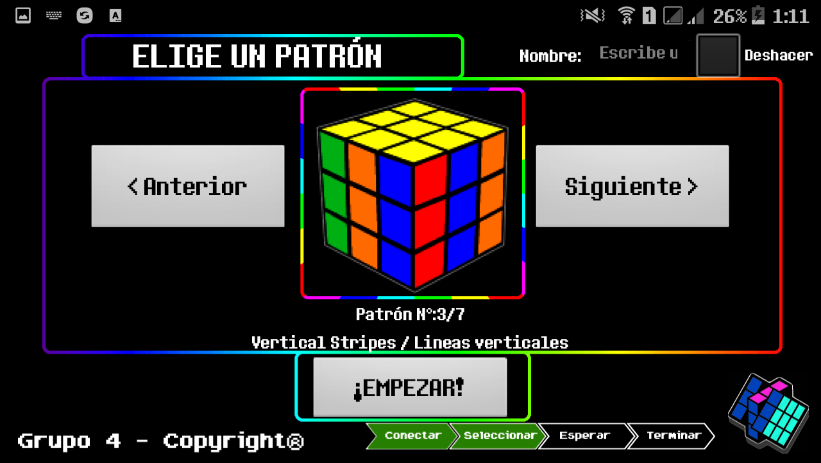 26% 1:11
ELIGE UN PATRÓN
Nombre: Escribe u Deshacer
< Anterior
Siguiente >
Patrón N°:3/7
Vertical Stripes / Lineas verticales
¡EMPEZAR!
Grupo 4 - Copyright®
Conectar Seleccionar Esperar Terminar